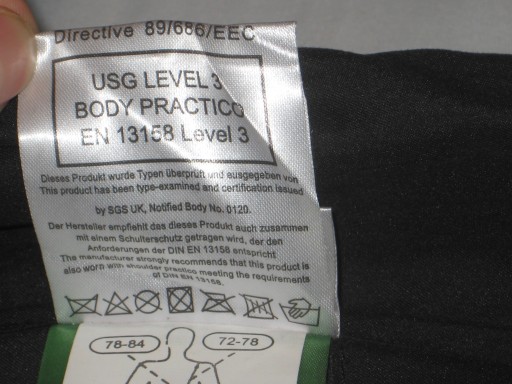 Directive 89/686/EEC
USG LEVEL 3
BODY PRACTICO
EN 13158 Level 3
Dieses Produkt wurde Typen überprüft und ausgegeben von
This product has been type-examined and certification issued
by SGS UK, Notified Body No. 0120.
Der Hersteller empfiehlt das dieses Produkt auch zusammen
mit einem Schulterschutz getragen wird, der den
Anforderungen der DIN EN 13158 entspricht
The manufacturer strongly recommends that this product is
also worn with shoulder practico meeting the requirements
of DIN EN 13158.
78-84 72-78